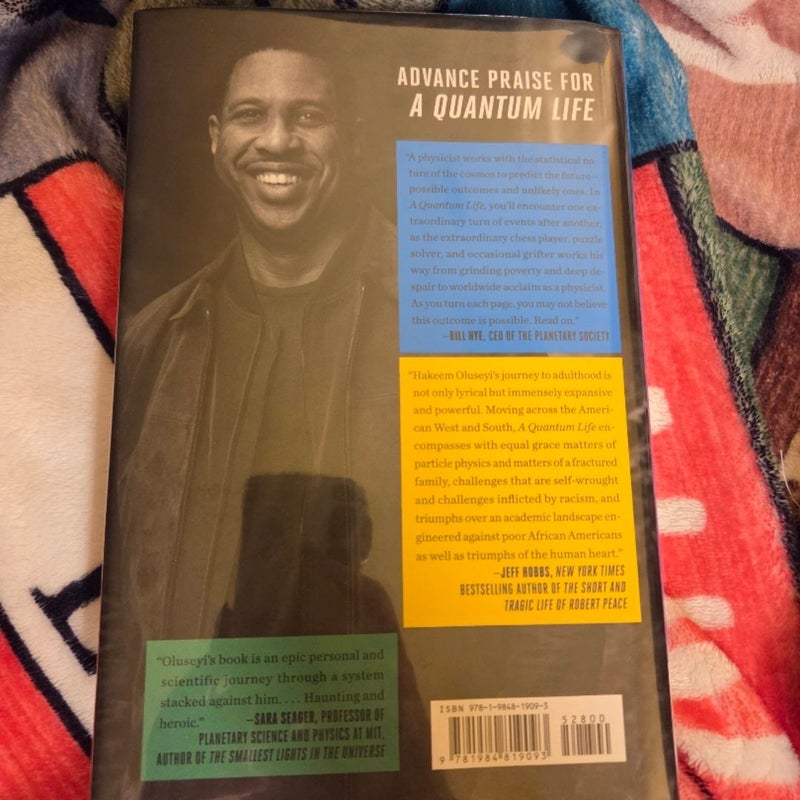 ADVANCE PRAISE FOR
A QUANTUM LIFE
"A physicist works with the statistical na-
ture of the cosmos to predict the future—
possible outcomes and unlikely ones. In
A Quantum Life, you'll encounter one ex-
traordinary turn of events after another,
as the extraordinary chess player, puzzle
solver, and occasional grifter works his
way from grinding poverty and deep de-
spair to worldwide acclaim as a physicist.
As you turn each page, you may not believe
this outcome is possible. Read on."
—BILL NYE, CEO OF THE PLANETARY SOCIETY
"Hakeem Oluseyi's journey to adulthood is
not only lyrical but immensely expansive
and powerful. Moving across the Ameri-
can West and South, A Quantum Life en-
compasses with equal grace matters of
particle physics and matters of a fractured
family, challenges that are self-wrought
and challenges inflicted by racism, and
triumphs over an academic landscape en-
gineered against poor African Americans
as well as triumphs of the human heart."
—JEFF HOBBS, NEW YORK TIMES
BESTSELLING AUTHOR OF THE SHORT AND
TRAGIC LIFE OF ROBERT PEACE
"Oluseyi's book is an epic personal and
scientific journey through a system
stacked against him. . . . Haunting and
heroic." —SARA SEAGER, PROFESSOR OF
PLANETARY SCIENCE AND PHYSICS AT MIT,
AUTHOR OF THE SMALLEST LIGHTS IN THE UNIVERSE
ISBN 978-1-9848-1909-3
52800
9 781984 819093